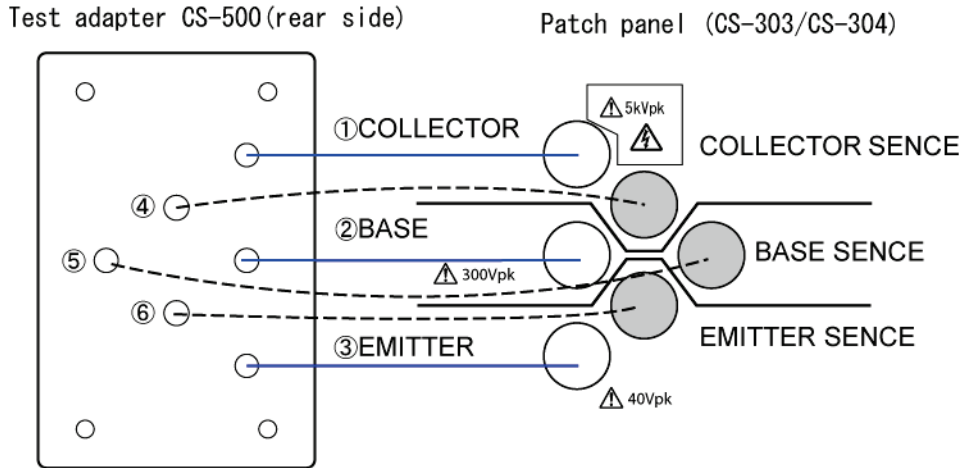 Test adapter CS-500(rear side)
Patch panel (CS-303/CS-304)
⚠5kVpk
①COLLECTOR
COLLECTOR SENCE
④
②BASE
⑤
BASE SENCE
⚠ 300Vpk
⑥
③EMITTER
EMITTER SENCE
⚠ 40Vpk